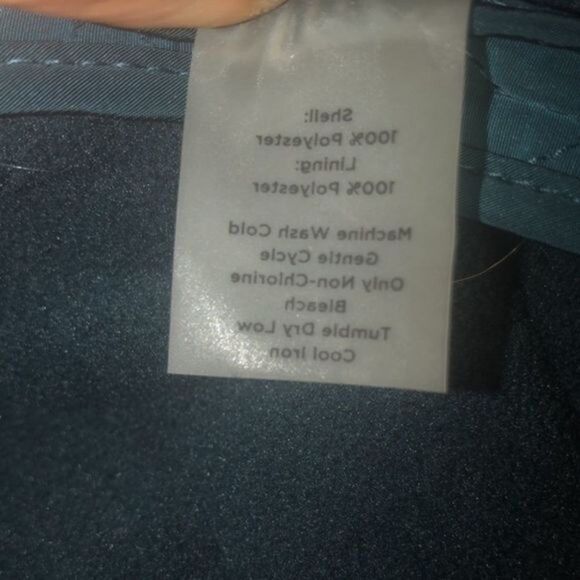 Shell:
100% Polyester
Lining:
100% Polyester
Machine Wash Cold
Gentle Cycle
Only Non-Chlorine
Bleach
Tumble Dry Low
Cool Iron